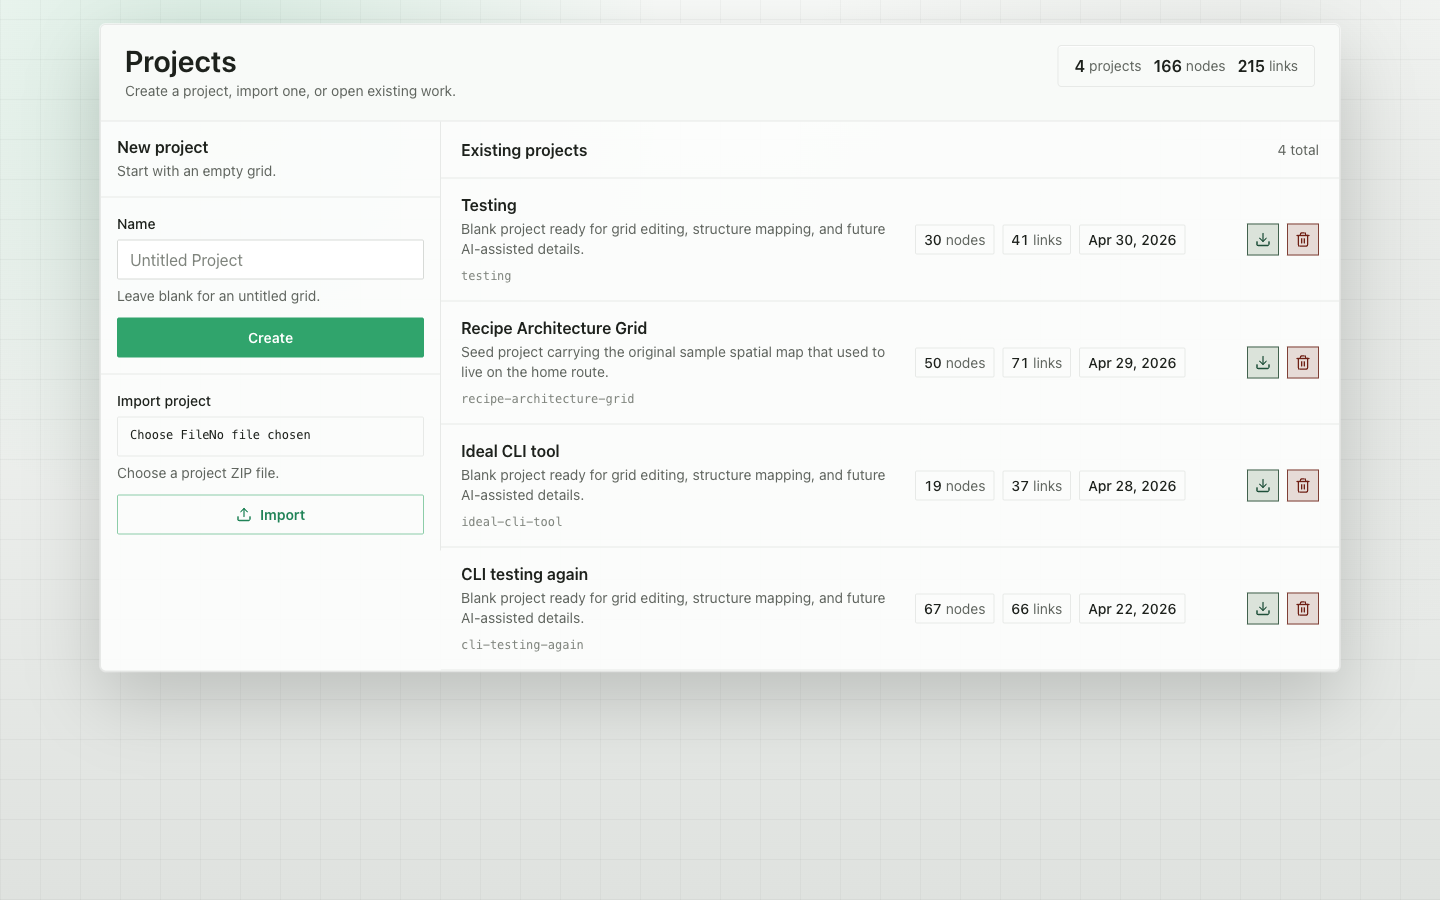 Projects
Create a project, import one, or open existing work.
4 projects 166 nodes 215 links
New project
Start with an empty grid.
Name
Untitled Project
Leave blank for an untitled grid.
Create
Import project
Choose FileNo file chosen
Choose a project ZIP file.
Import
Existing projects
4 total
Testing
Blank project ready for grid editing, structure mapping, and future
AI-assisted details.
testing
30 nodes 41 links Apr 30, 2026
Recipe Architecture Grid
Seed project carrying the original sample spatial map that used to
live on the home route.
recipe-architecture-grid
50 nodes 71 links Apr 29, 2026
Ideal CLI tool
Blank project ready for grid editing, structure mapping, and future
AI-assisted details.
ideal-cli-tool
19 nodes 37 links Apr 28, 2026
CLI testing again
Blank project ready for grid editing, structure mapping, and future
AI-assisted details.
cli-testing-again
67 nodes 66 links Apr 22, 2026